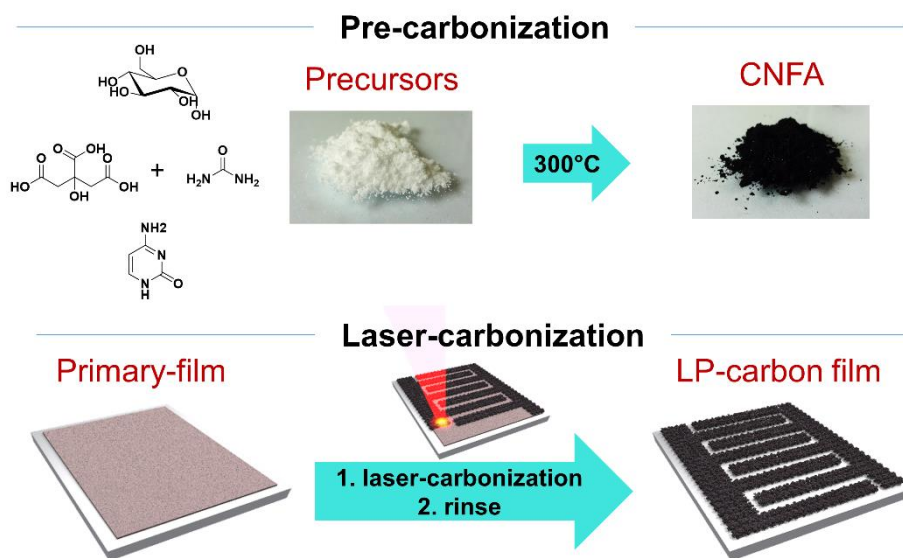 Pre-carbonization
Precursors
CNFA
OH
HO
HO
O
OH
OH
O
OH
O
O
HO
OH
OH
+
O
H₂N
NH₂
NH2
N
N
H
O
300°C
Laser-carbonization
Primary-film
LP-carbon film
1. laser-carbonization
2. rinse